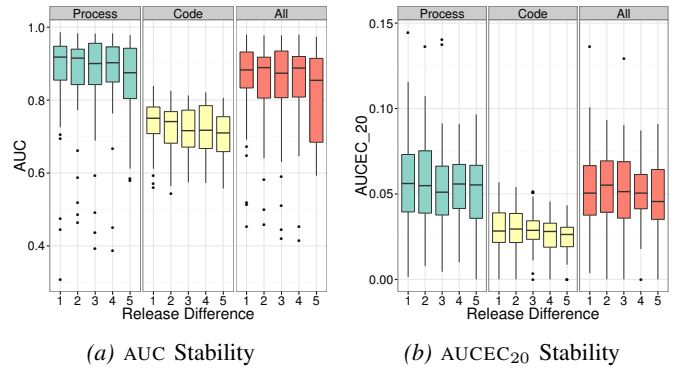 Process Code All
1.0
0.8
0.6
0.4
AUC
1 2 3 4 5 1 2 3 4 5 1 2 3 4 5
Release Difference
(a) AUC Stability
Process Code All
0.15
0.10
0.05
0.00
AUCEC_20
1 2 3 4 5 1 2 3 4 5 1 2 3 4 5
Release Difference
(b) AUCEC20 Stability